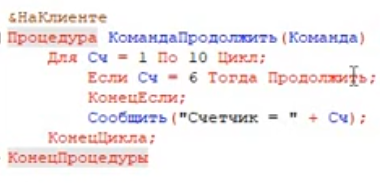 &НаКлиенте
Процедура КомандаПродолжить(Команда)
Для Сч = 1 По 10 Цикл;
Если Сч = 6 Тогда Продолжить;
КонецЕсли;
Сообщить("Счетчик = " + Сч);
КонецЦикла;
КонецПроцедуры